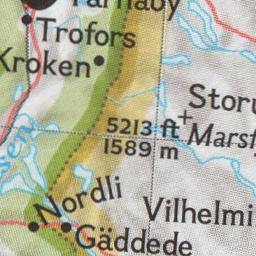 Trofors
Kroken
Storu
5213 ft
1589 m
Marsf
Nordli
Vilhelmi
Gäddede